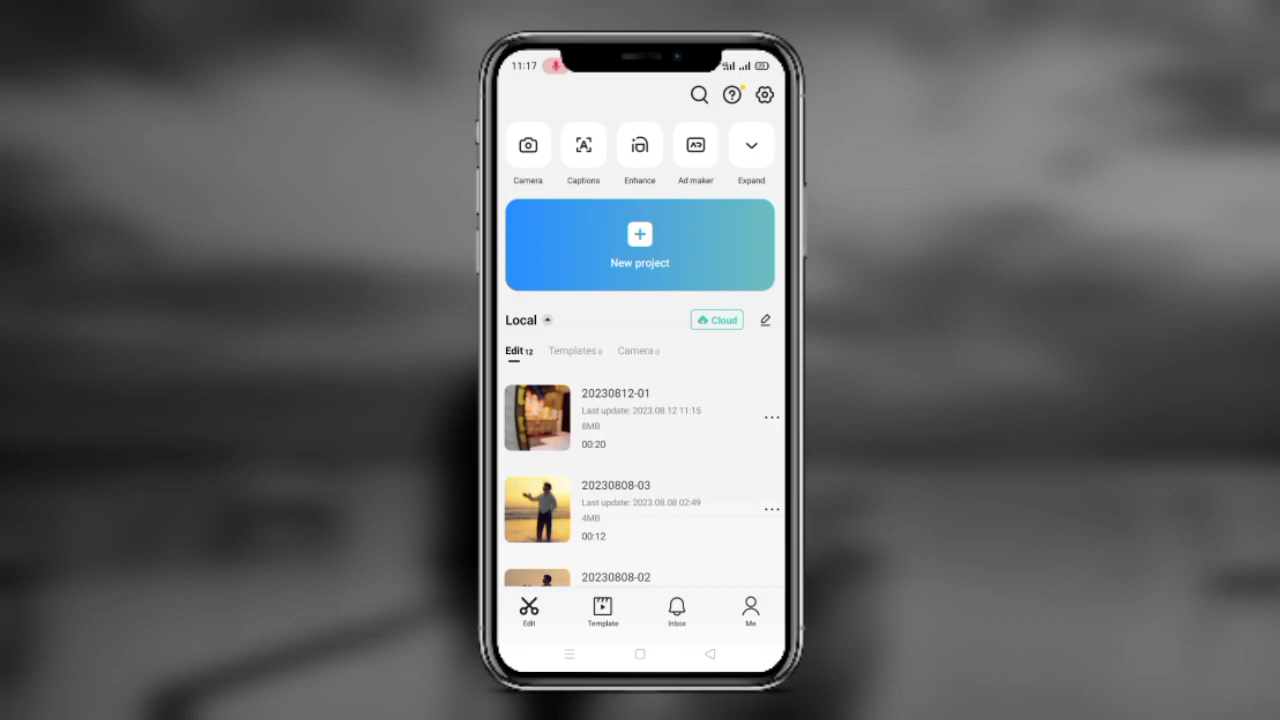 11:17
Camera
Captions
Enhance
Ad maker
Expand
New project
Local
Cloud
Edit 12
Templates 0
Camera 0
20230812-01
Last update: 2023.08.12 11:15
8MB
00:20
20230808-03
Last update: 2023.08.08 02:49
4MB
00:12
20230808-02
Edit
Template
Inbox
Me